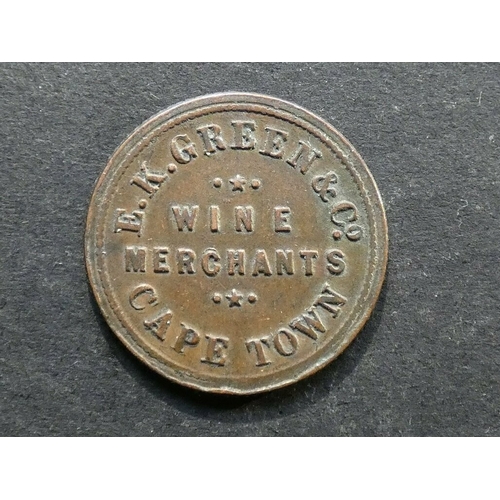 E. K. GREEN & Co.
WINE
MERCHANTS
CAPE TOWN